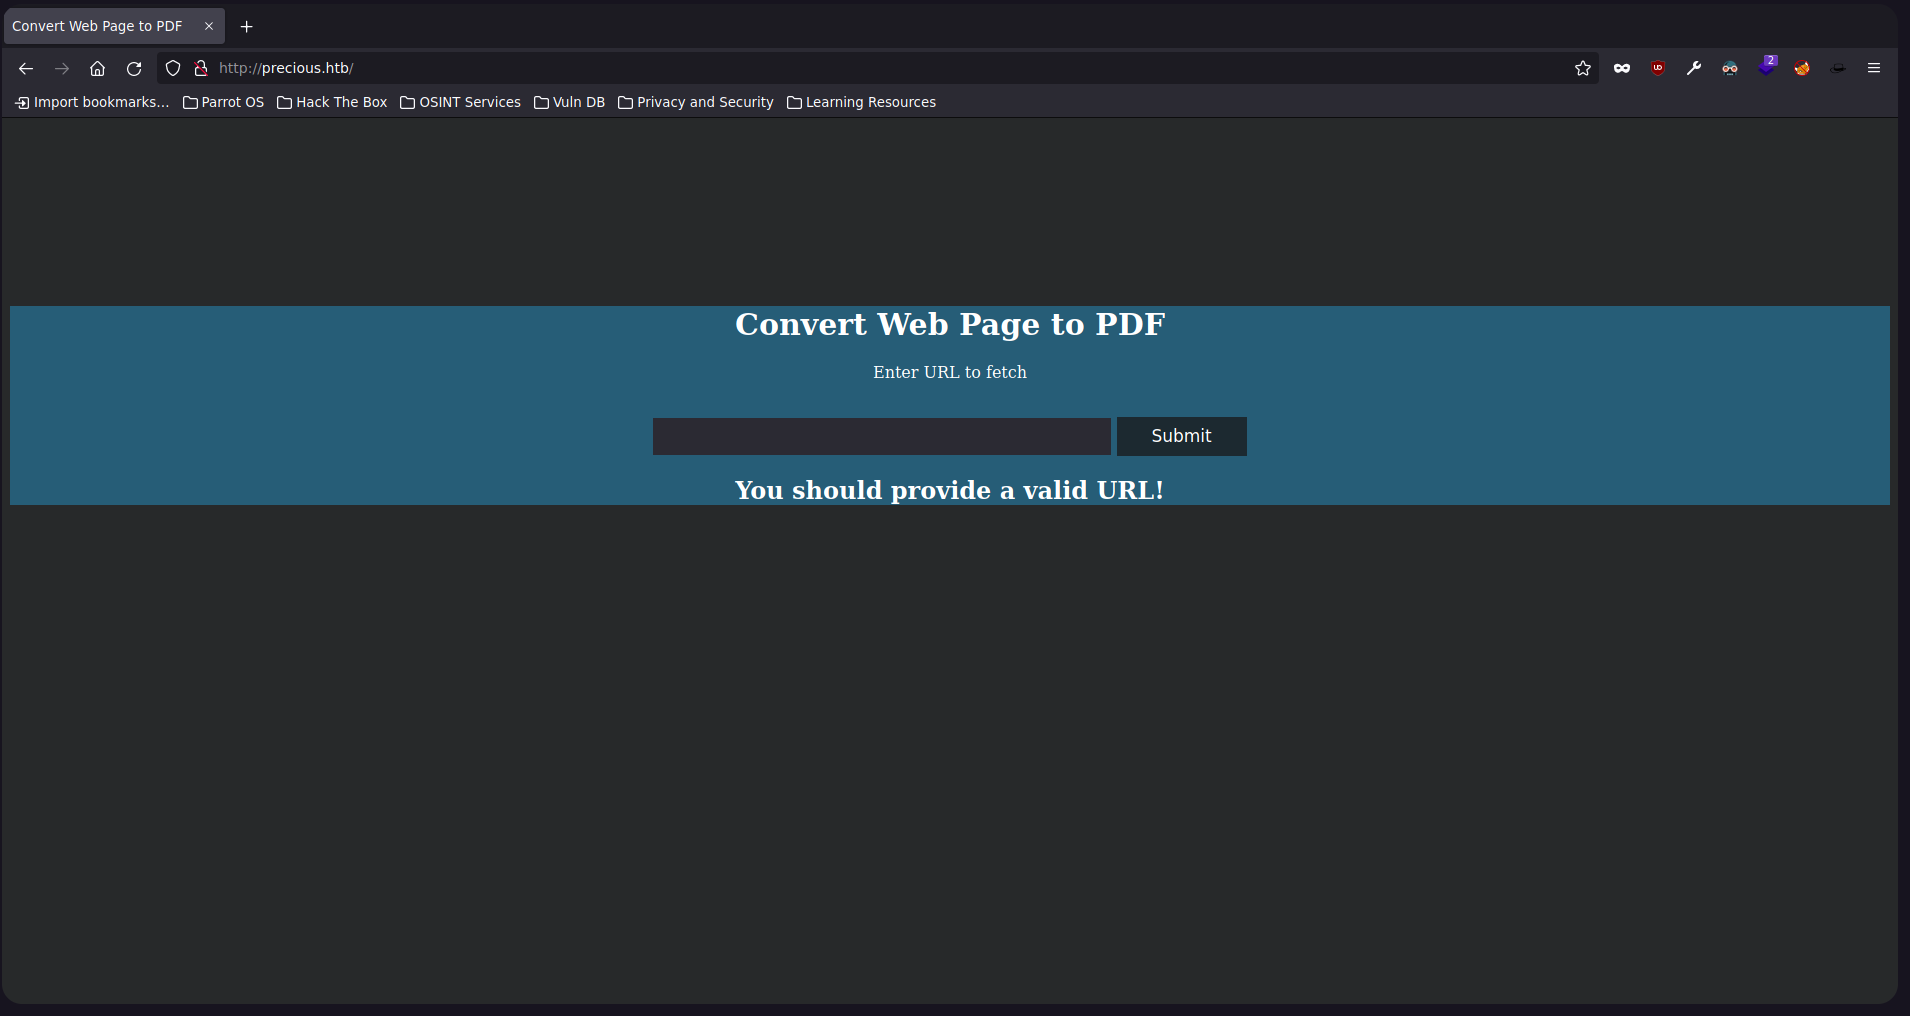 Convert Web Page to PDF
http://precious.htb/
2
Import bookmarks... Parrot OS Hack The Box OSINT Services Vuln DB Privacy and Security Learning Resources
Convert Web Page to PDF
Enter URL to fetch
Submit
You should provide a valid URL!